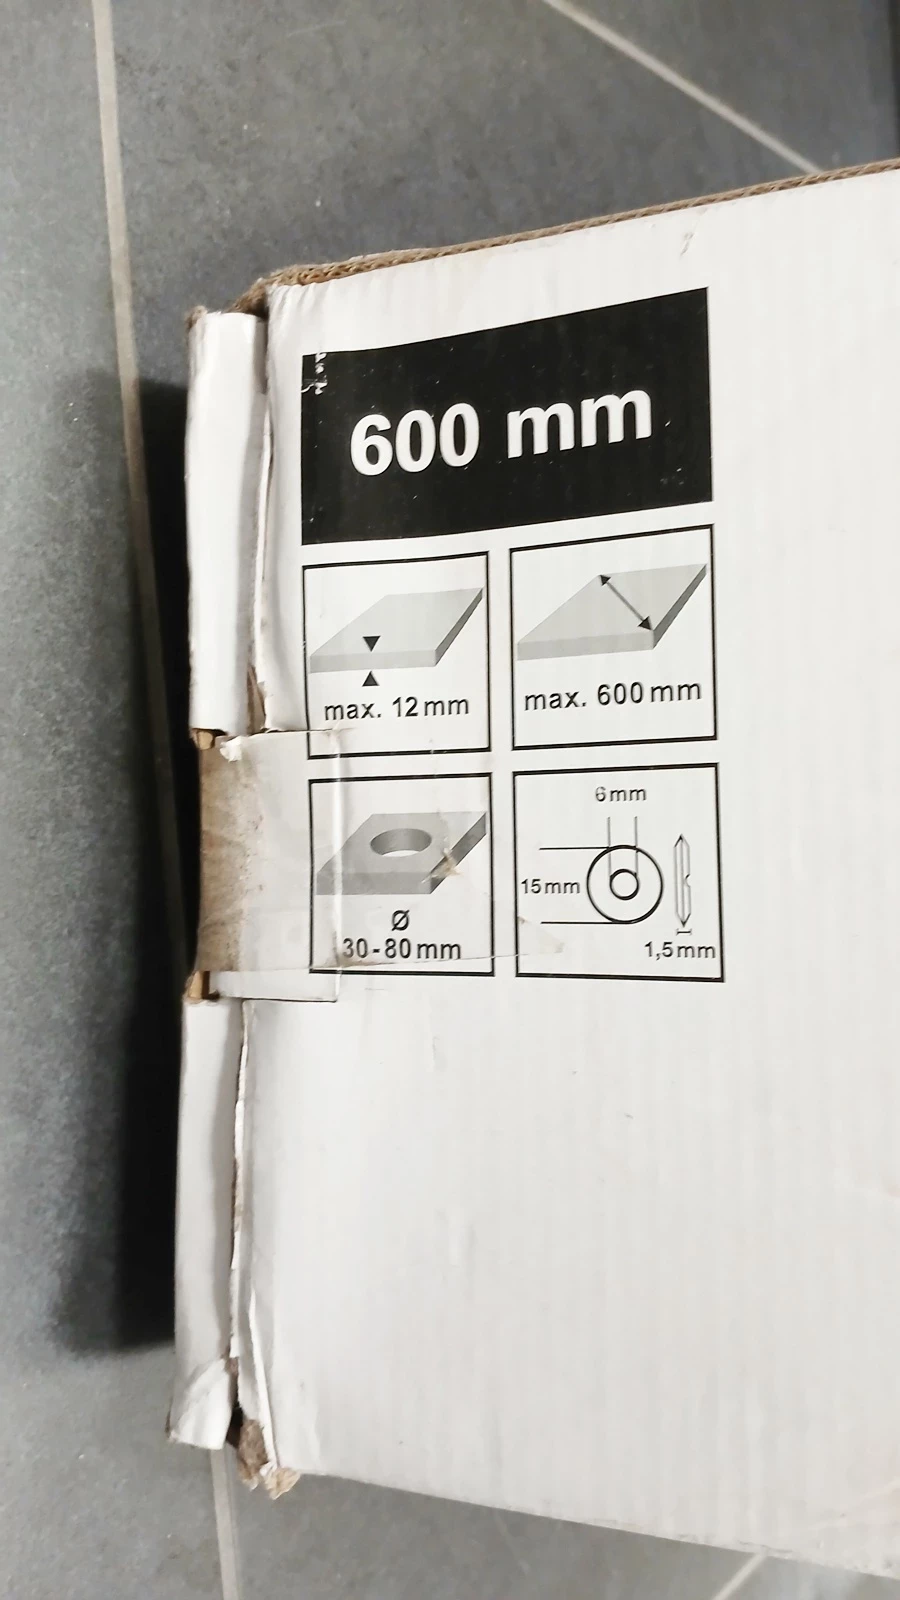 600 mm
max. 12 mm
max. 600 mm
6 mm
15 mm
1,5 mm
Ø
30-80 mm